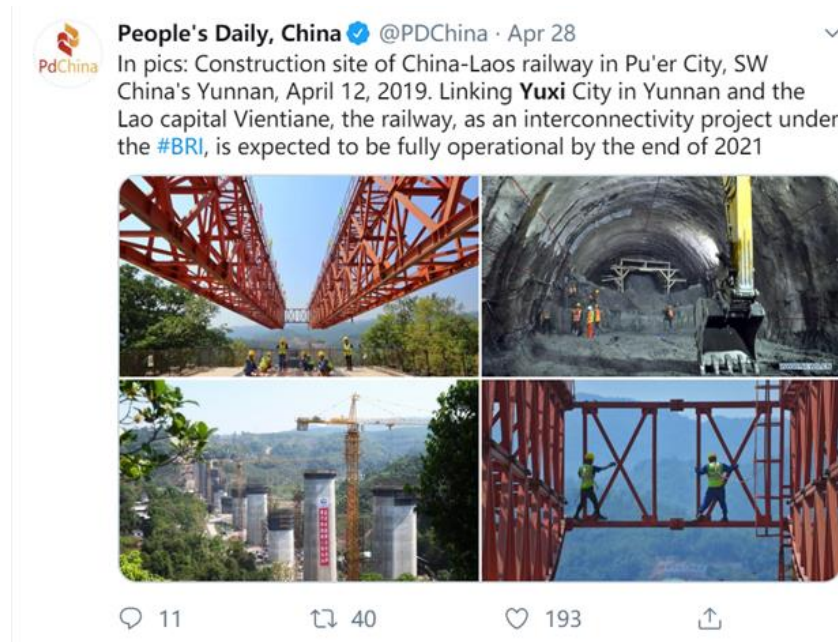 PdChina
People's Daily, China @PDChina · Apr 28
In pics: Construction site of China-Laos railway in Pu'er City, SW
China's Yunnan, April 12, 2019. Linking Yuxi City in Yunnan and the
Lao capital Vientiane, the railway, as an interconnectivity project under
the #BRI, is expected to be fully operational by the end of 2021
11 40 193